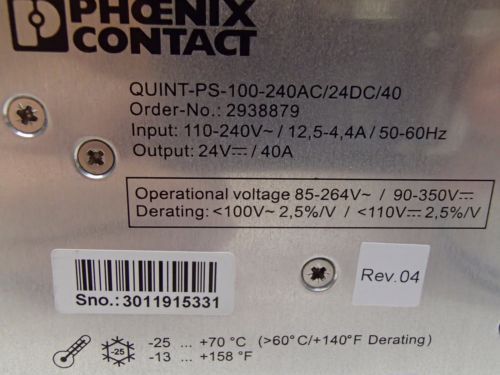 PHŒNIX
CONTACT
QUINT-PS-100-240AC/24DC/40
Order-No.: 2938879
Input: 110-240V~ / 12,5-4,4A / 50-60Hz
Output: 24V⎓ / 40A
Operational voltage 85-264V~ / 90-350V⎓
Derating: <100V~ 2,5%/V / <110V⎓ 2,5%/V
Sno.: 3011915331
Rev.04
-25 ... +70 °C (>60°C/+140°F Derating)
-25
-13 ... +158 °F